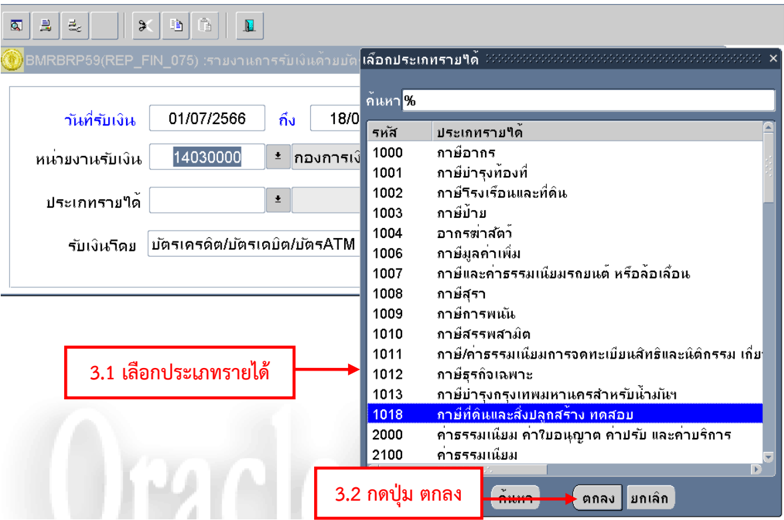 BMRBRP59(REP_FIN_075) :รายงานการรับเงินด้วยบัต
วันที่รับเงิน 01/07/2566 ถึง 18/0
หน่วยงานรับเงิน 14030000 กองการเงิ
ประเภทรายได้
รับเงินโดย บัตรเครดิต/บัตรเดบิต/บัตรATM
3.1 เลือกประเภทรายได้
Oracle
เลือกประเภทรายได้
ค้นหา %
รหัส ประเภทรายได้
1000 ภาษีอากร
1001 ภาษีบำรุงท้องที่
1002 ภาษีโรงเรือนและที่ดิน
1003 ภาษีป้าย
1004 อากรฆ่าสัตว์
1006 ภาษีมูลค่าเพิ่ม
1007 ภาษีและค่าธรรมเนียมรถยนต์ หรือล้อเลื่อน
1008 ภาษีสุรา
1009 ภาษีการพนัน
1010 ภาษีสรรพสามิต
1011 ภาษี/ค่าธรรมเนียมการจดทะเบียนสิทธิและนิติกรรม เกี่ย
1012 ภาษีธุรกิจเฉพาะ
1013 ภาษีบำรุงกรุงเทพมหานครสำหรับน้ำมันฯ
1018 ภาษีที่ดินและสิ่งปลูกสร้าง ทดสอบ
2000 ค่าธรรมเนียม ค่าใบอนุญาต ค่าปรับ และค่าบริการ
2100 ค่าธรรมเนียม
3.2 กดปุ่ม ตกลง
ค้นหา ตกลง ยกเลิก